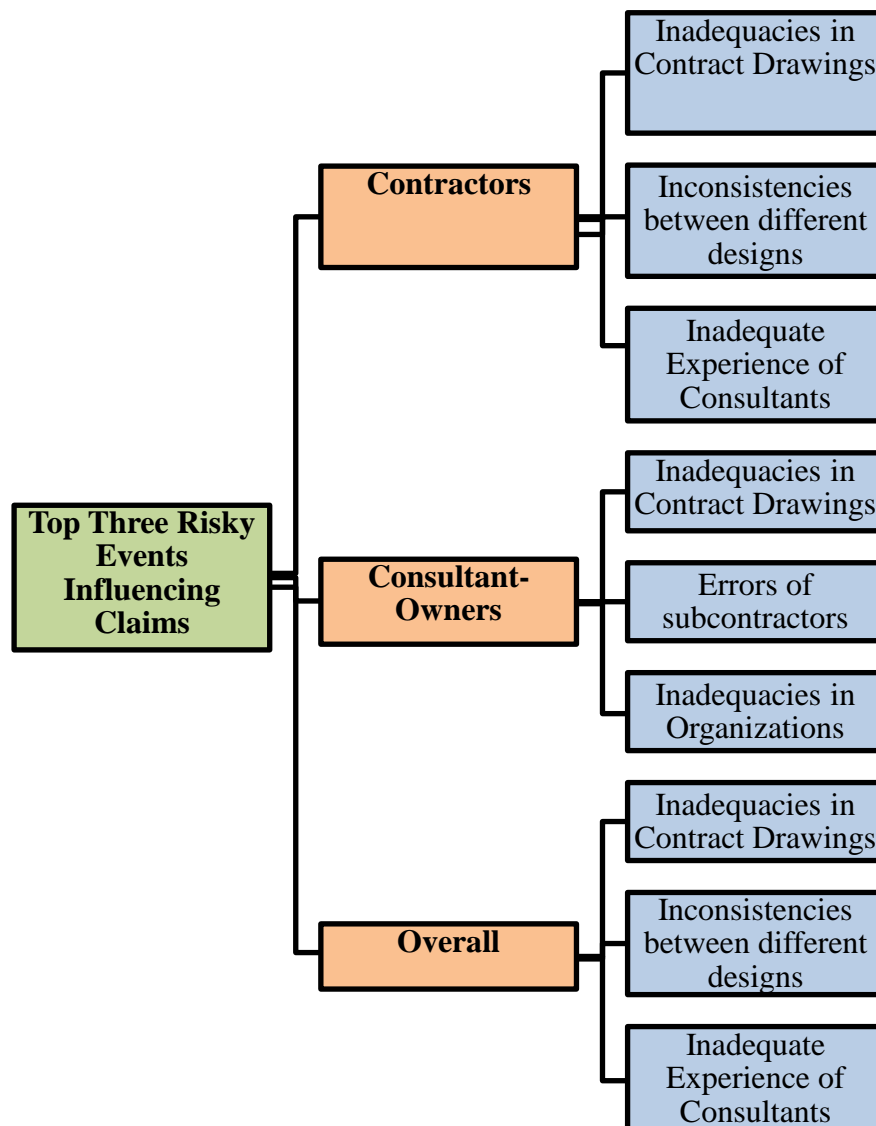 Top Three Risky
Events
Influencing
Claims
Contractors
Inadequacies in
Contract Drawings
Inconsistencies
between different
designs
Inadequate
Experience of
Consultants
Consultant-
Owners
Inadequacies in
Contract Drawings
Errors of
subcontractors
Inadequacies in
Organizations
Overall
Inadequacies in
Contract Drawings
Inconsistencies
between different
designs
Inadequate
Experience of
Consultants